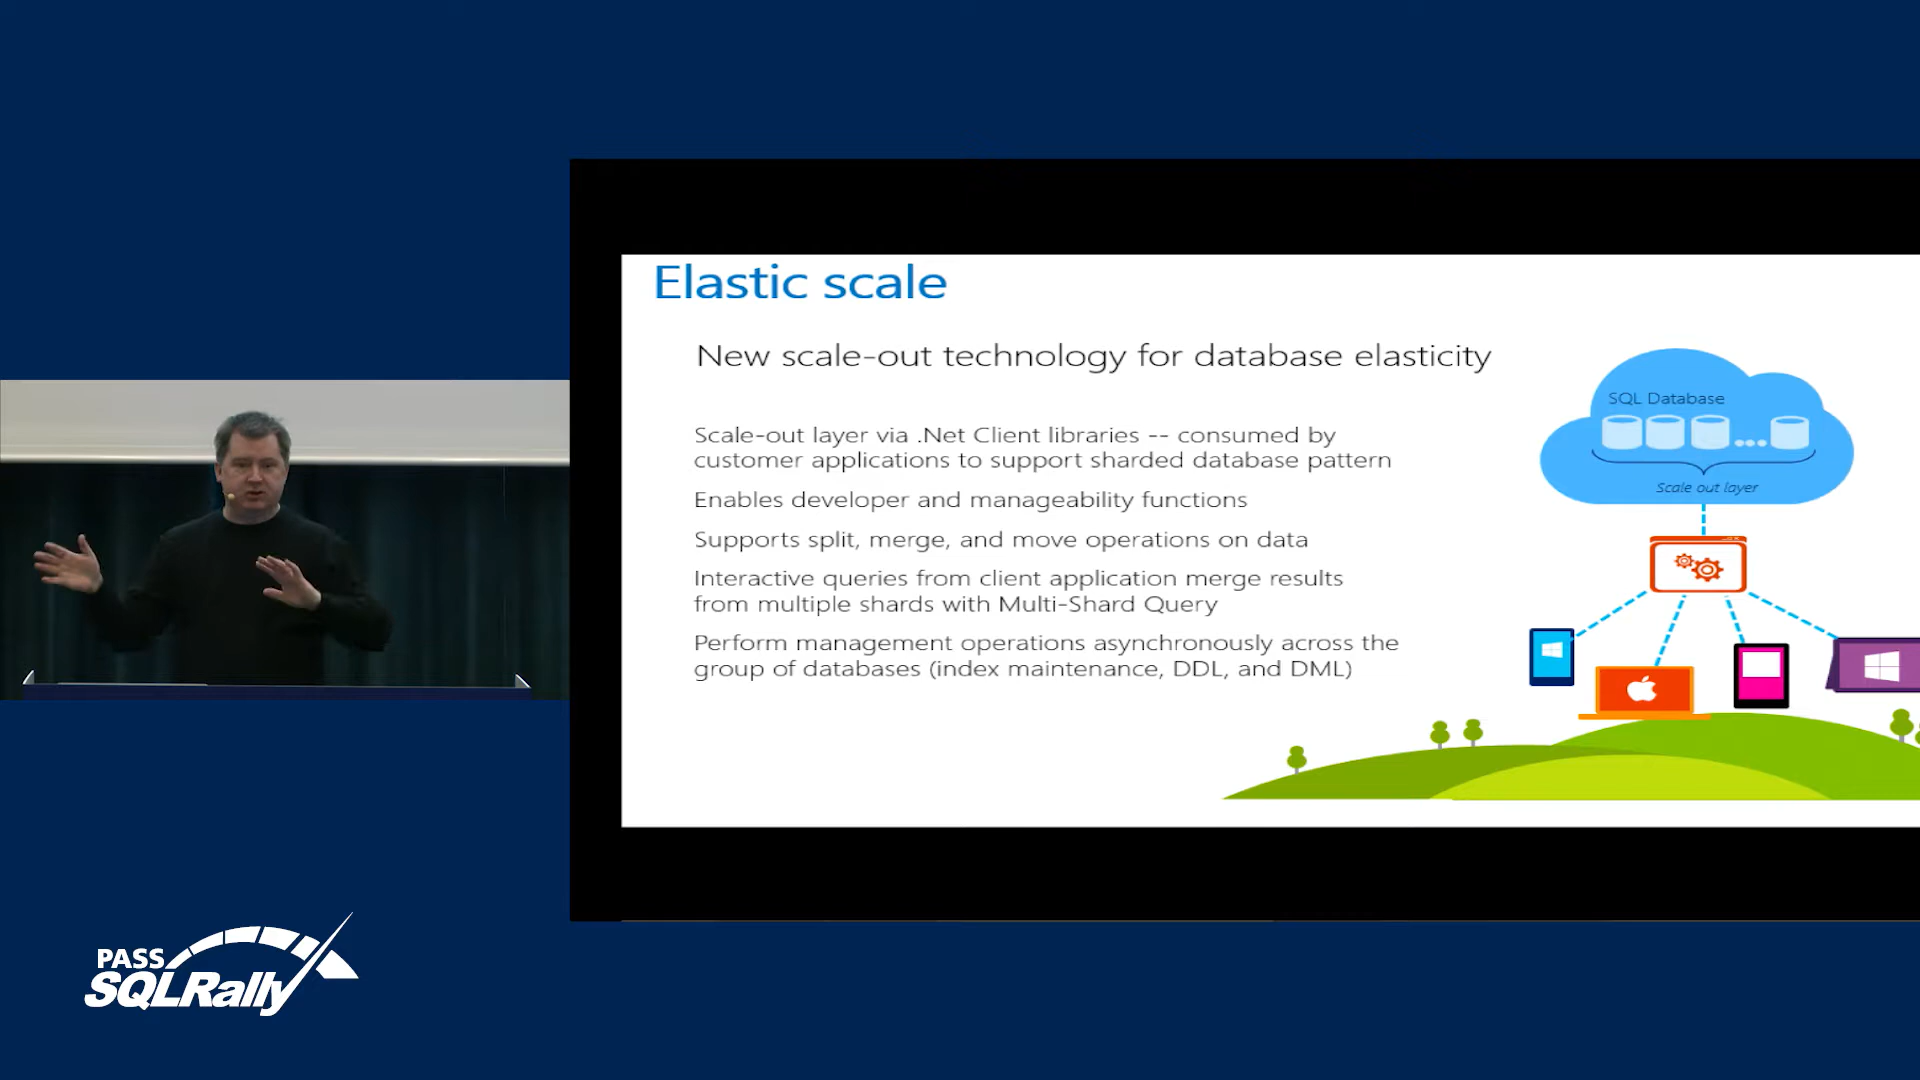 Elastic scale
New scale-out technology for database elasticity
SQL Database
Scale-out layer via .Net Client libraries -- consumed by
customer applications to support sharded database pattern
Scale out layer
Enables developer and manageability functions
Supports split, merge, and move operations on data
Interactive queries from client application merge results
from multiple shards with Multi-Shard Query
Perform management operations asynchronously across the
group of databases (index maintenance, DDL, and DML)
PASS
SQLRally